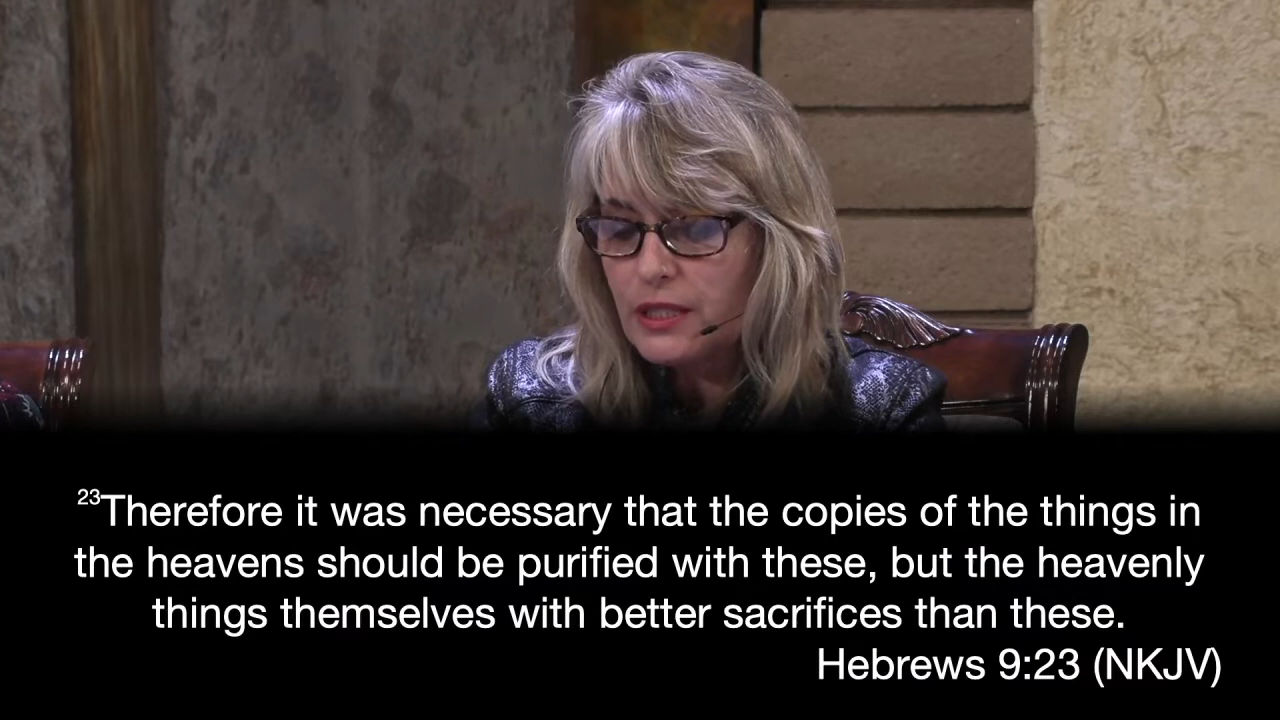 23Therefore it was necessary that the copies of the things in
the heavens should be purified with these, but the heavenly
things themselves with better sacrifices than these.
Hebrews 9:23 (NKJV)